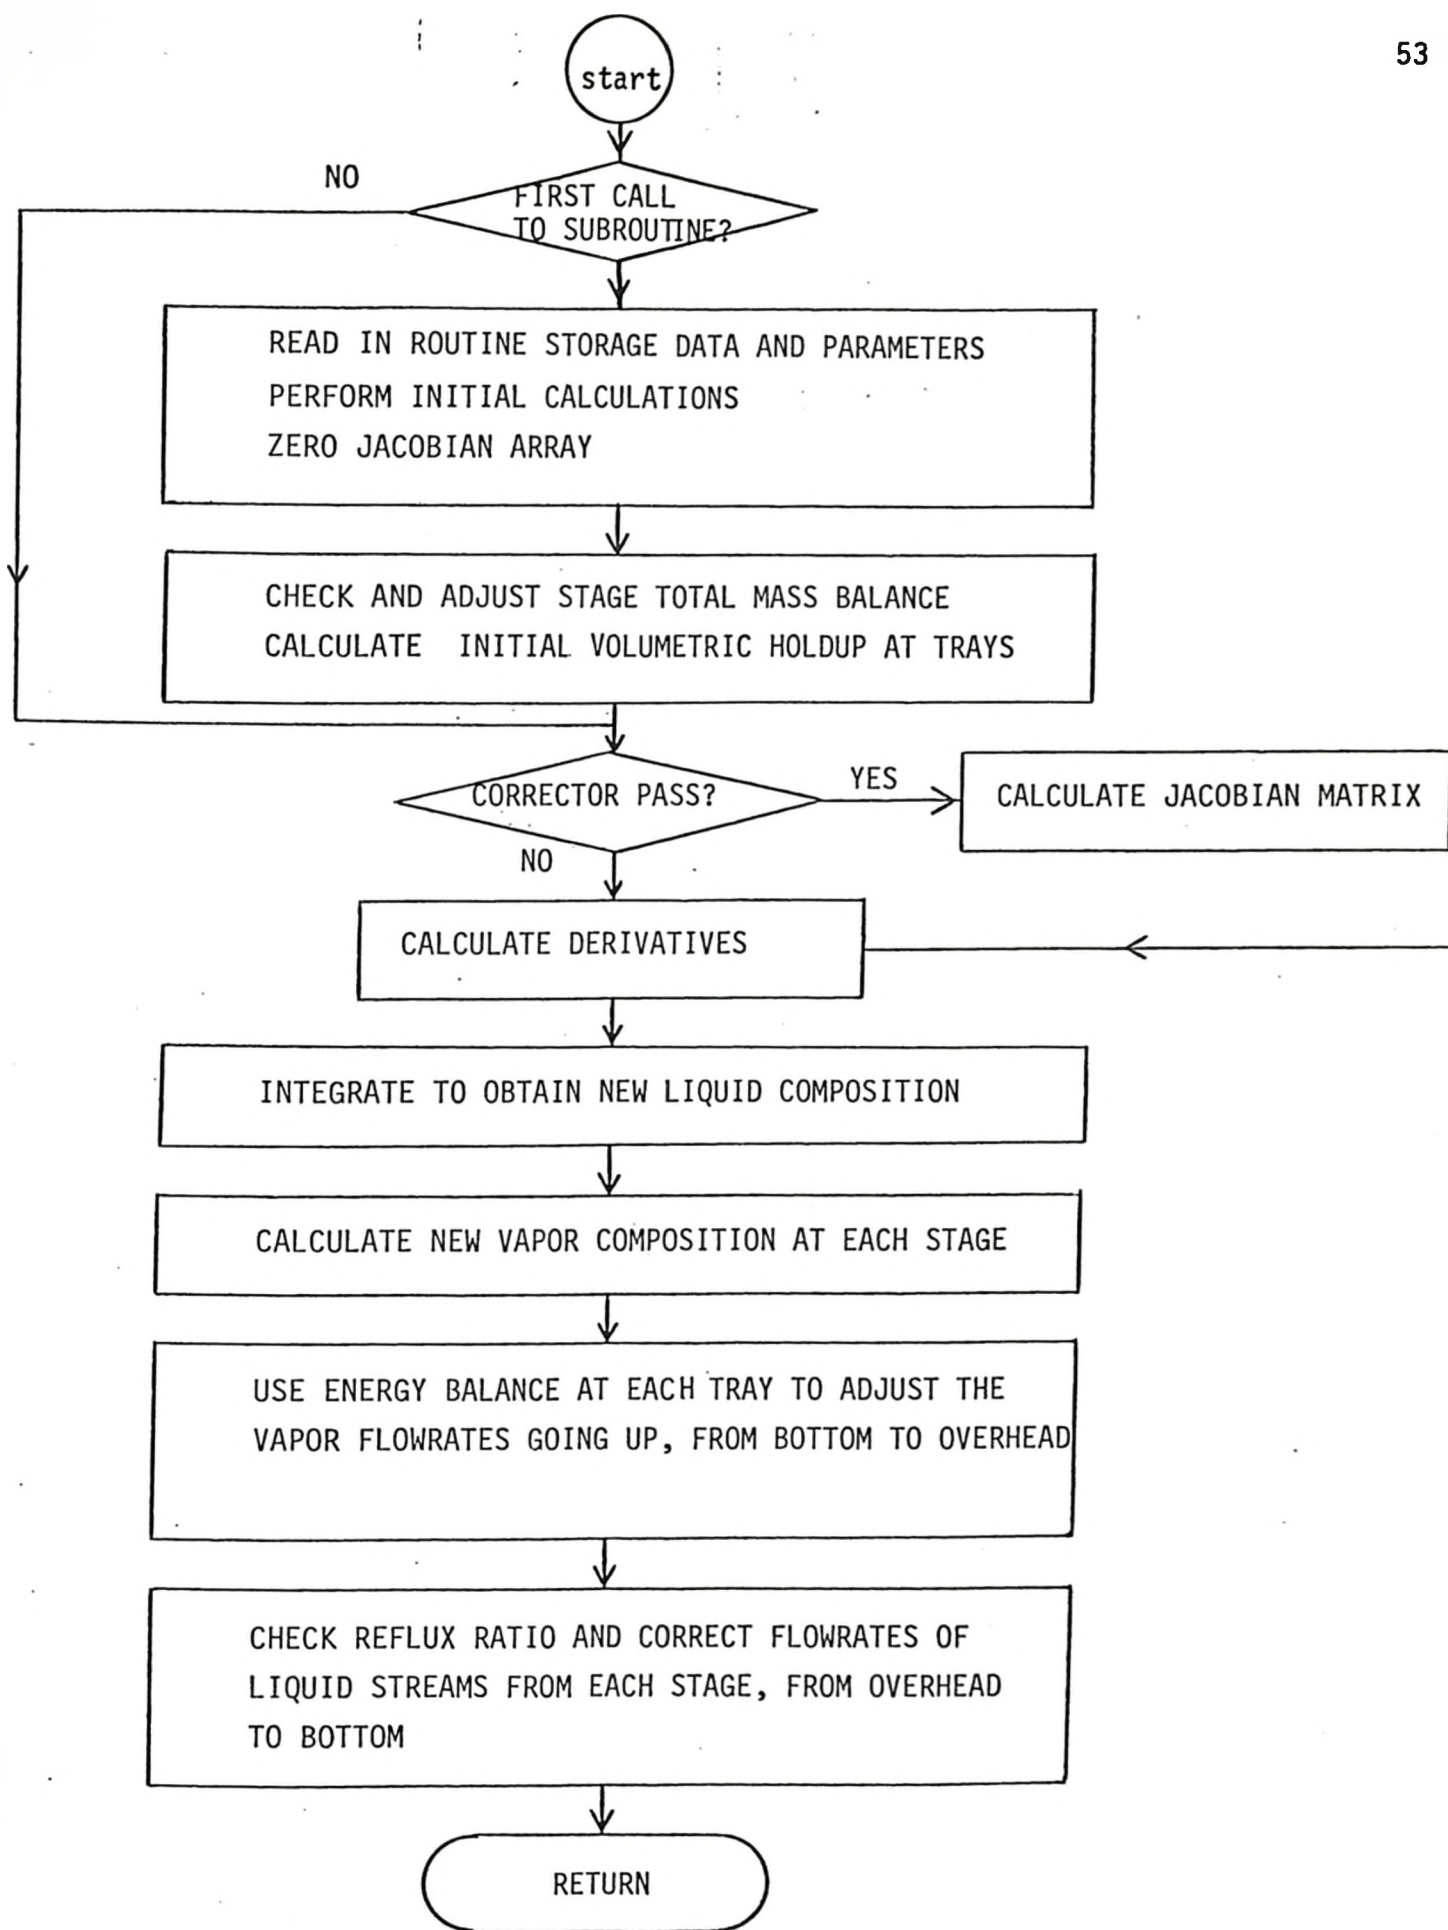 53
start
NO
FIRST CALL
TO SUBROUTINE?
READ IN ROUTINE STORAGE DATA AND PARAMETERS
PERFORM INITIAL CALCULATIONS
ZERO JACOBIAN ARRAY
CHECK AND ADJUST STAGE TOTAL MASS BALANCE
CALCULATE INITIAL VOLUMETRIC HOLDUP AT TRAYS
CORRECTOR PASS?
YES
CALCULATE JACOBIAN MATRIX
NO
CALCULATE DERIVATIVES
INTEGRATE TO OBTAIN NEW LIQUID COMPOSITION
CALCULATE NEW VAPOR COMPOSITION AT EACH STAGE
USE ENERGY BALANCE AT EACH TRAY TO ADJUST THE
VAPOR FLOWRATES GOING UP, FROM BOTTOM TO OVERHEAD
CHECK REFLUX RATIO AND CORRECT FLOWRATES OF
LIQUID STREAMS FROM EACH STAGE, FROM OVERHEAD
TO BOTTOM
RETURN